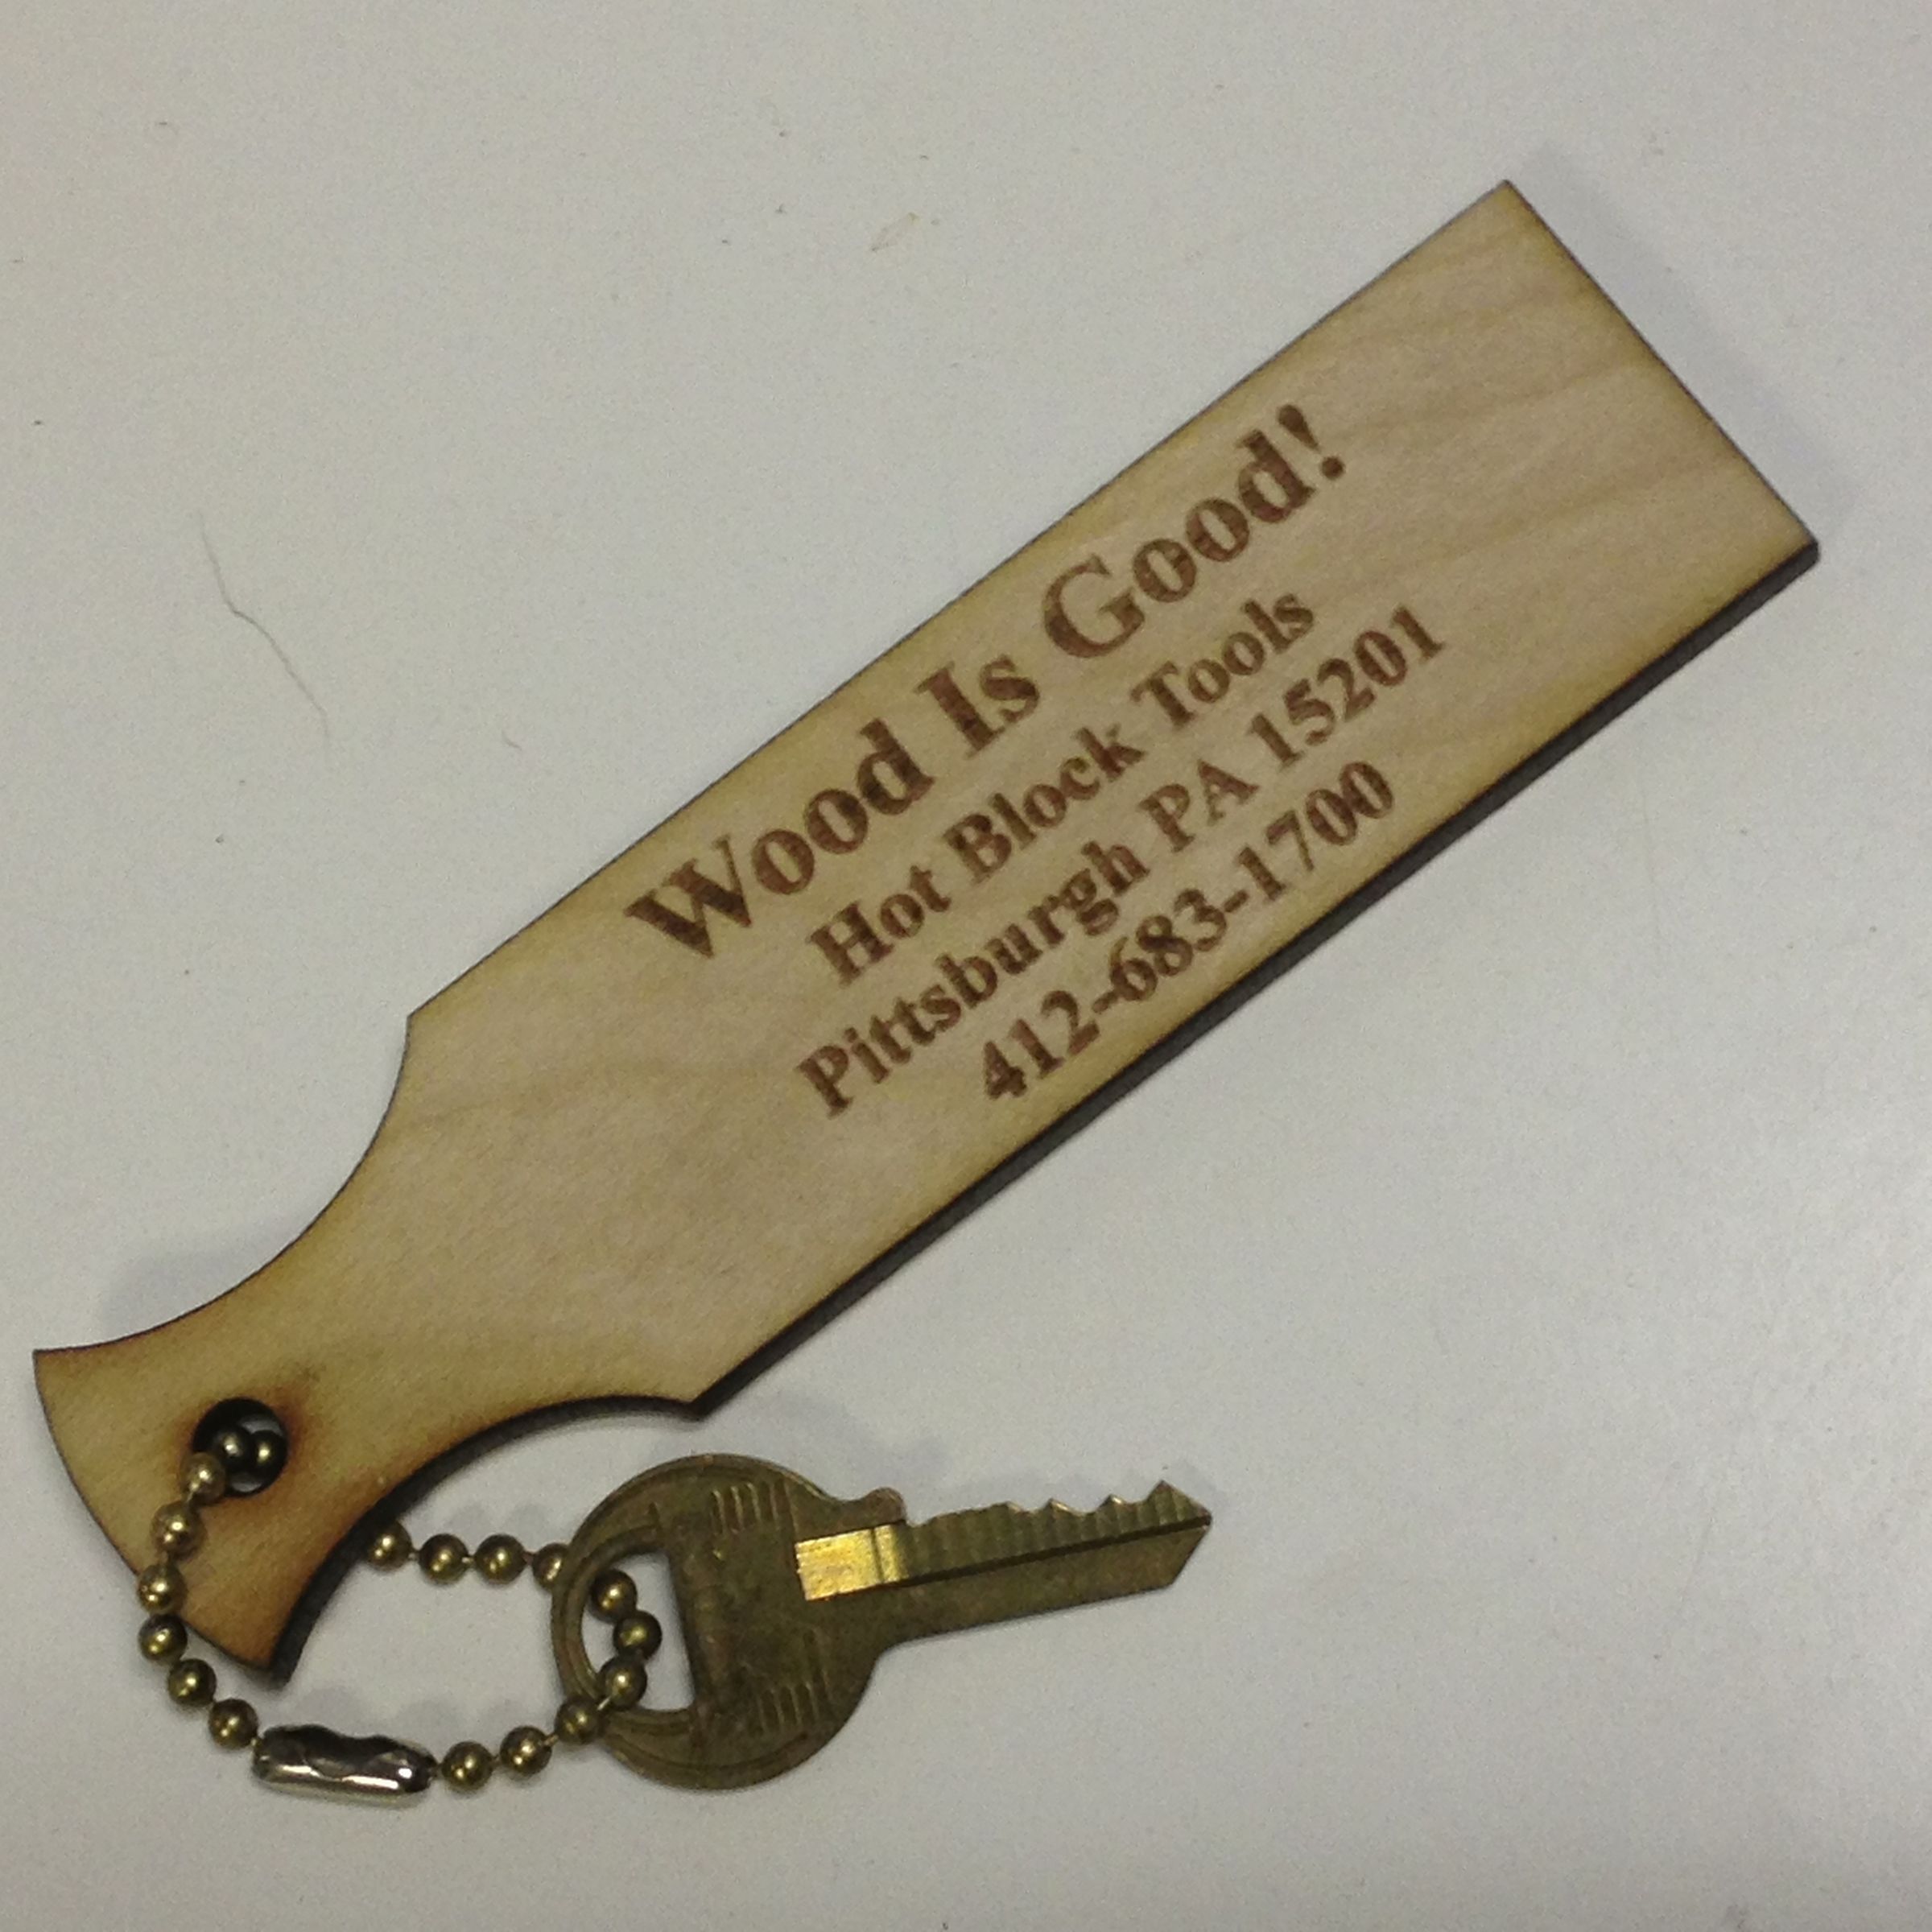 Wood Is Good!
Hot Block Tools
Pittsburgh PA 15201
412-683-1700